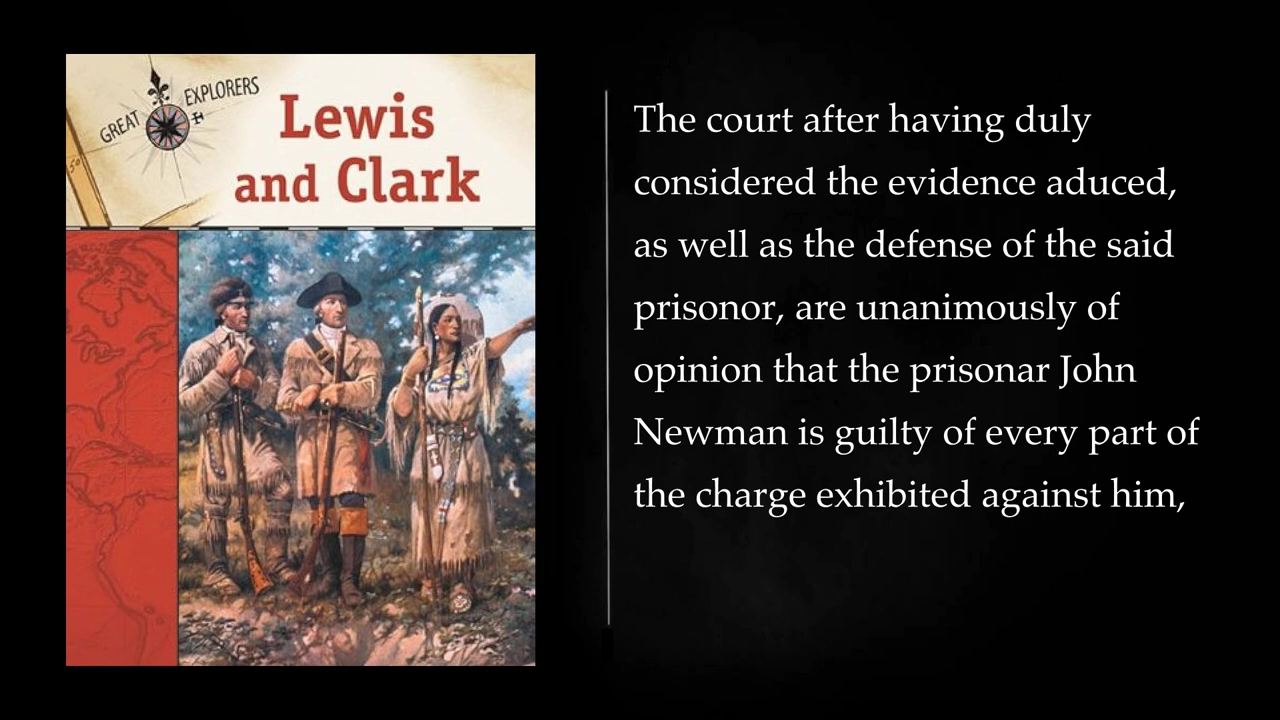 GREAT EXPLORERS
Lewis
and Clark
50
The court after having duly
considered the evidence aduced,
as well as the defense of the said
prisonor, are unanimously of
opinion that the prisonar John
Newman is guilty of every part of
the charge exhibited against him,